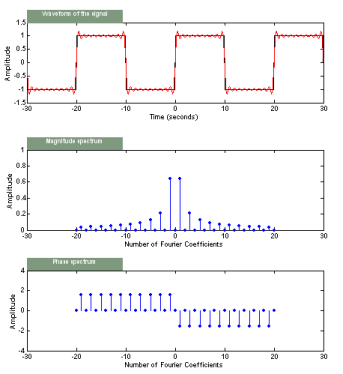 Waveform of the signal
1.5
1
0.5
0
-0.5
-1
-1.5
Amplitude
-30 -20 -10 0 10 20 30
Time (seconds)
Magnitude spectrum
1
0.8
0.6
0.4
0.2
0
Amplitude
-30 -20 -10 0 10 20 30
Number of Fourier Coefficients
Phase spectrum
4
2
0
-2
-4
Amplitude
-30 -20 -10 0 10 20 30
Number of Fourier Coefficients